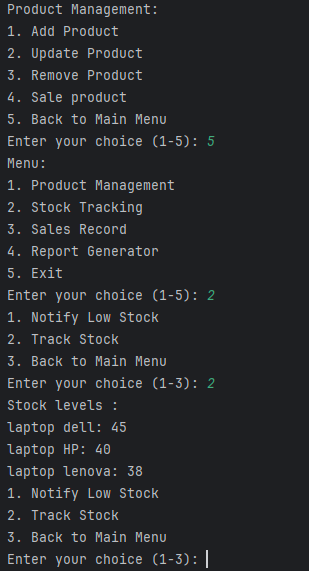 Product Management:
1. Add Product
2. Update Product
3. Remove Product
4. Sale product
5. Back to Main Menu
Enter your choice (1-5): 5
Menu:
1. Product Management
2. Stock Tracking
3. Sales Record
4. Report Generator
5. Exit
Enter your choice (1-5): 2
1. Notify Low Stock
2. Track Stock
3. Back to Main Menu
Enter your choice (1-3): 2
Stock levels :
laptop dell: 45
laptop HP: 40
laptop lenova: 38
1. Notify Low Stock
2. Track Stock
3. Back to Main Menu
Enter your choice (1-3):